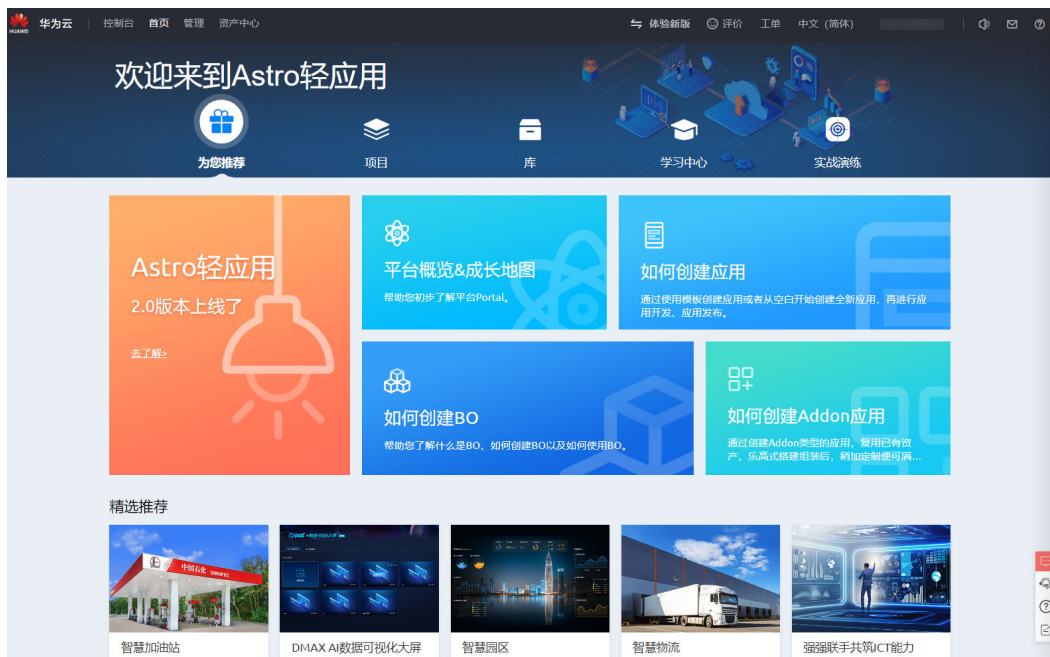 HUAWEI
华为云
控制台 首页 管理 资产中心
体验新版 评价 工单 中文（简体）
欢迎来到Astro轻应用
为您推荐 项目 库 学习中心 实战演练
Astro轻应用
2.0版本上线了
去了解>
平台概览&成长地图
帮助您初步了解平台Portal。
如何创建应用
通过使用模板创建应用或者从空白开始创建全新应用，再进行应
用开发、应用发布。
如何创建BO
帮助您了解什么是BO、如何创建BO以及如何使用BO。
如何创建Addon应用
通过创建Addon类型的应用，复用已有资
产，乐高式搭建组装后，稍加定制便可满...
精选推荐
中国石化 SINOPEC
智慧加油站
DMAX AI数据可视化大屏
智慧园区
智慧物流
强强联手共筑ICT能力